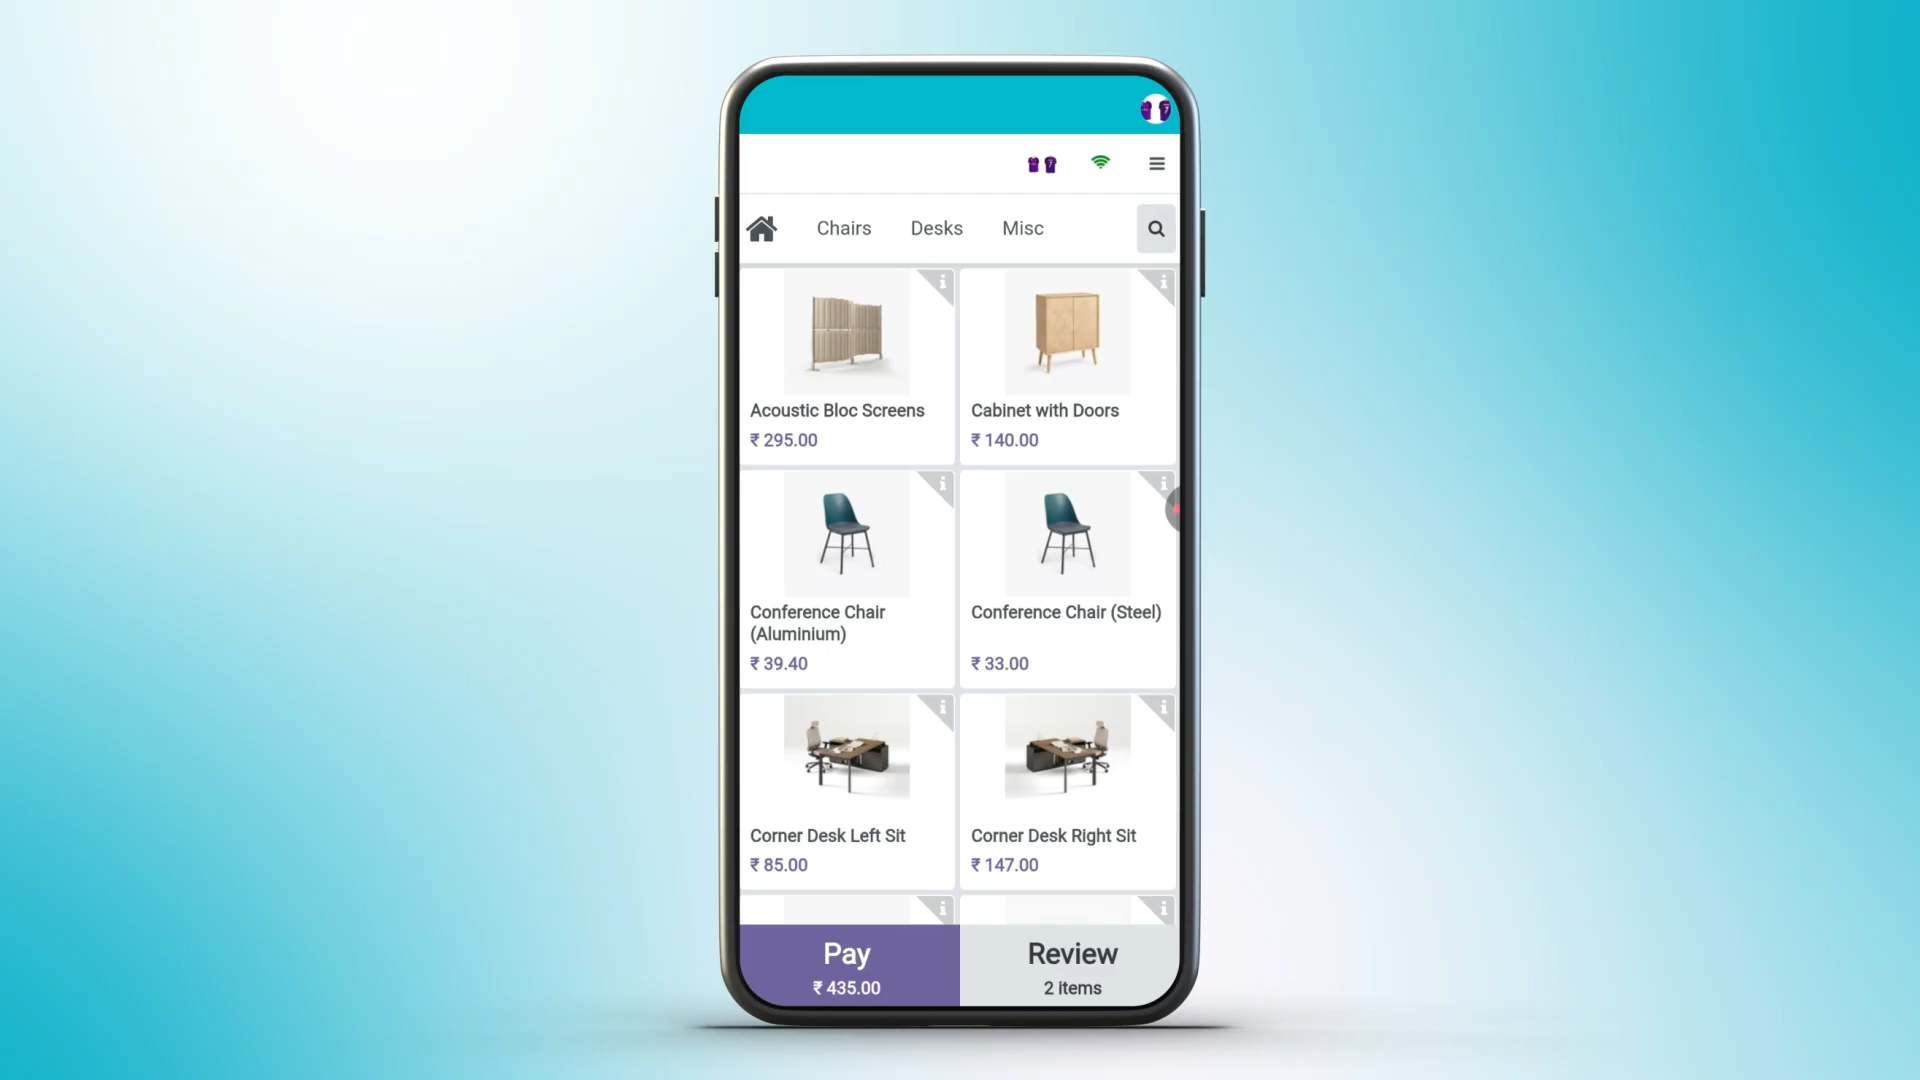 Chairs Desks Misc
Acoustic Bloc Screens
₹ 295.00
Cabinet with Doors
₹ 140.00
Conference Chair
(Aluminium)
₹ 39.40
Conference Chair (Steel)
₹ 33.00
Corner Desk Left Sit
₹ 85.00
Corner Desk Right Sit
₹ 147.00
Pay
₹ 435.00
Review
2 items